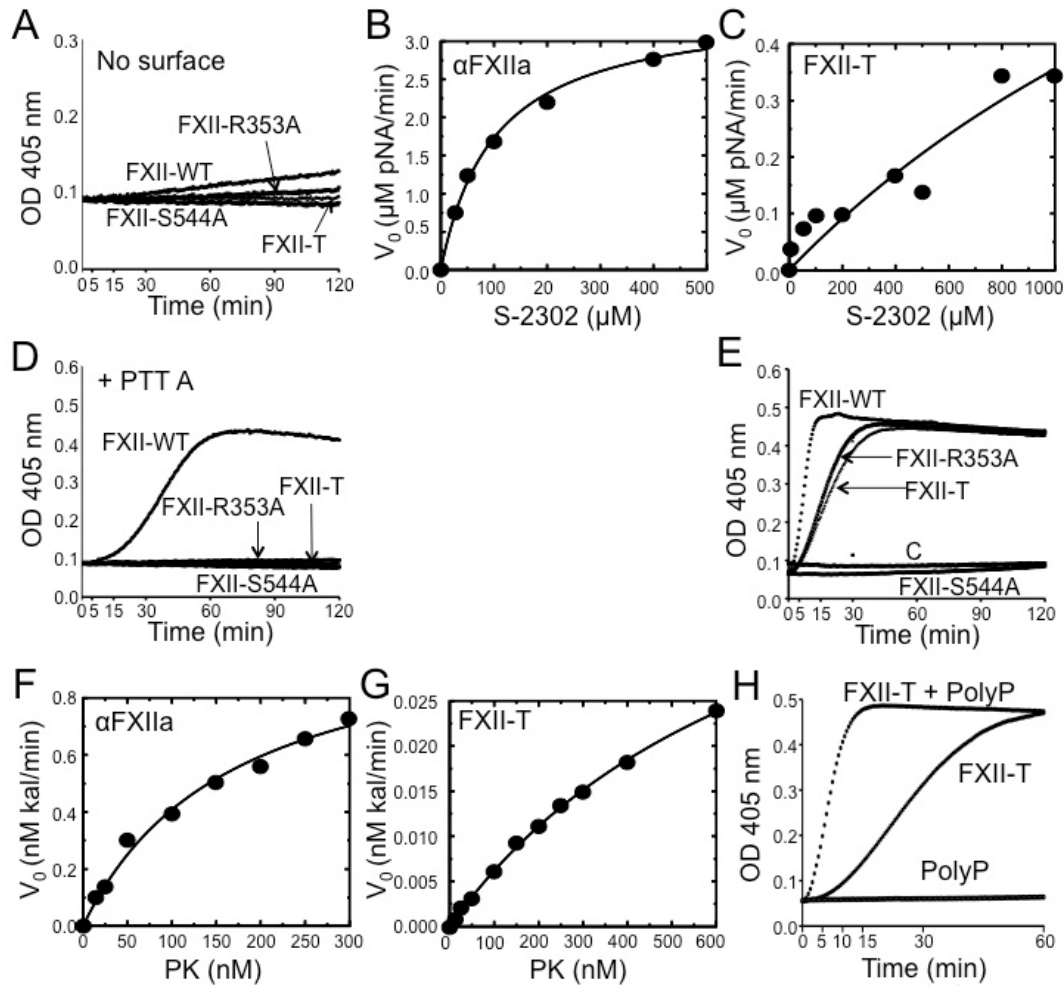 A
No surface
OD 405 nm
0.3
0.2
0.1
0.0
FXII-R353A
FXII-WT
FXII-S544A
FXII-T
0 5 15 30 60 90 120
Time (min)
B
αFXIIa
V0 (µM pNA/min)
3.0
2.5
2.0
1.5
1.0
0.5
0.0
0 100 20 300 400 500
S-2302 (µM)
C
FXII-T
V0 (µM pNA/min)
0.4
0.3
0.2
0.1
0.0
0 200 400 600 800 1000
S-2302 (µM)
D
+ PTT A
OD 405 nm
0.6
0.5
0.4
0.3
0.2
0.1
0.0
FXII-WT
FXII-T
FXII-R353A
FXII-S544A
0 5 15 30 60 90 120
Time (min)
E
OD 405 nm
0.6
0.5
0.4
0.3
0.2
0.1
0.0
FXII-WT
FXII-R353A
FXII-T
C
FXII-S544A
0 5 15 30 60 90 120
Time (min)
F
αFXIIa
V0 (nM kal/min)
0.8
0.6
0.4
0.2
0.0
0 50 100 150 200 250 300
PK (nM)
G
FXII-T
V0 (nM kal/min)
0.025
0.020
0.015
0.010
0.005
0.000
0 100 200 300 400 500 600
PK (nM)
H
FXII-T + PolyP
OD 405 nm
0.5
0.4
0.3
0.2
0.1
0.0
FXII-T
PolyP
0 5 10 15 30 60
Time (min)